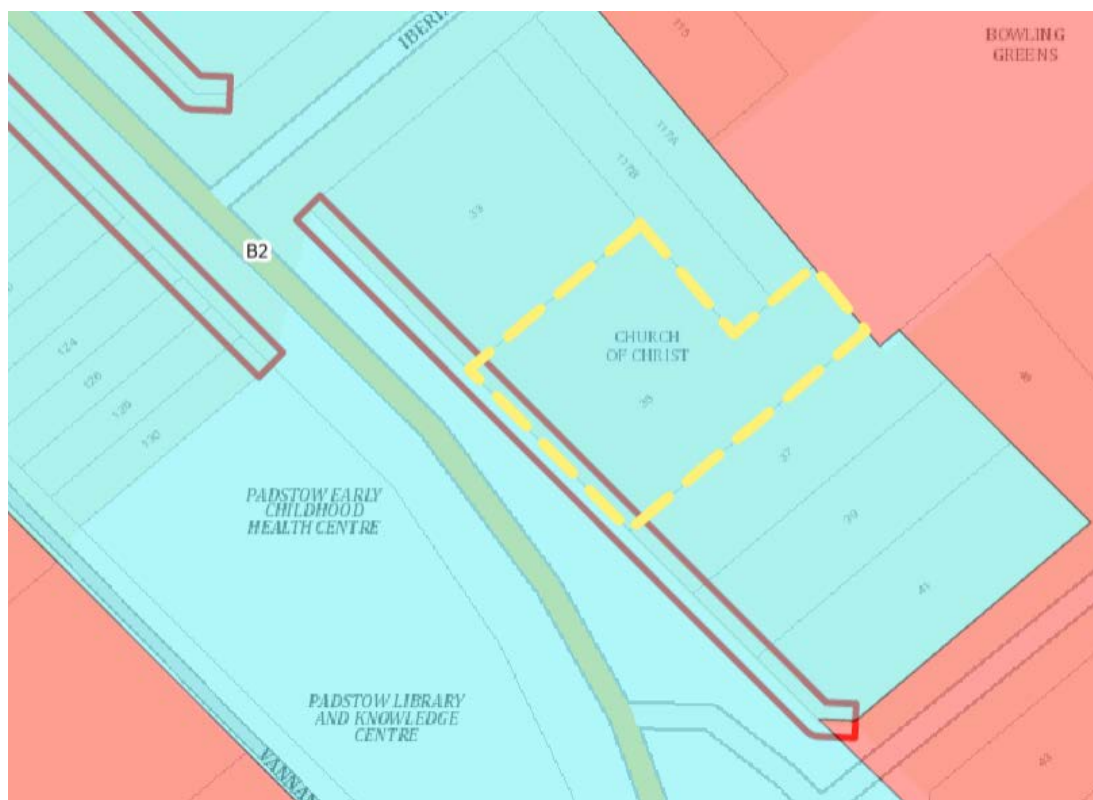 BOWLING
GREENS
115
117A
117B
33
B2
CHURCH
OF CHRIST
35
37
39
41
43
124
126
128
130
PADSTOW EARLY
CHILDHOOD
HEALTH CENTRE
PADSTOW LIBRARY
AND KNOWLEDGE
CENTRE